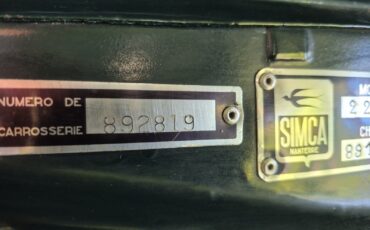 NUMERO DE
CARROSSERIE
892819
SIMCA
NANTERRE